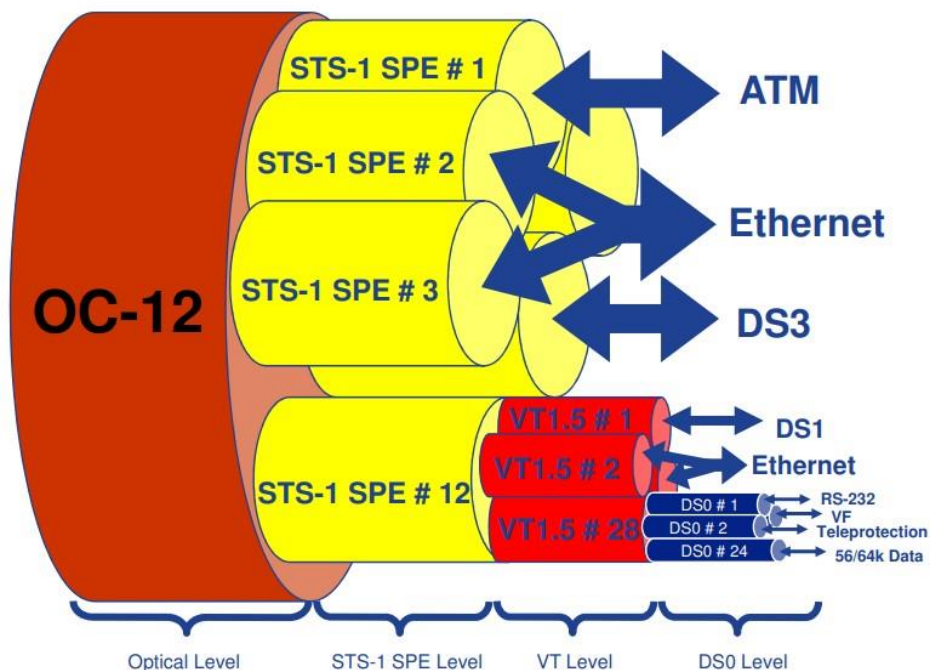 OC-12
STS-1 SPE # 1
STS-1 SPE # 2
STS-1 SPE # 3
STS-1 SPE # 12
ATM
Ethernet
DS3
VT1.5 # 1
VT1.5 # 2
VT1.5 # 28
DS1
Ethernet
DS0 # 1
DS0 # 2
DS0 # 24
RS-232
VF
Teleprotection
56/64k Data
Optical Level
STS-1 SPE Level
VT Level
DS0 Level